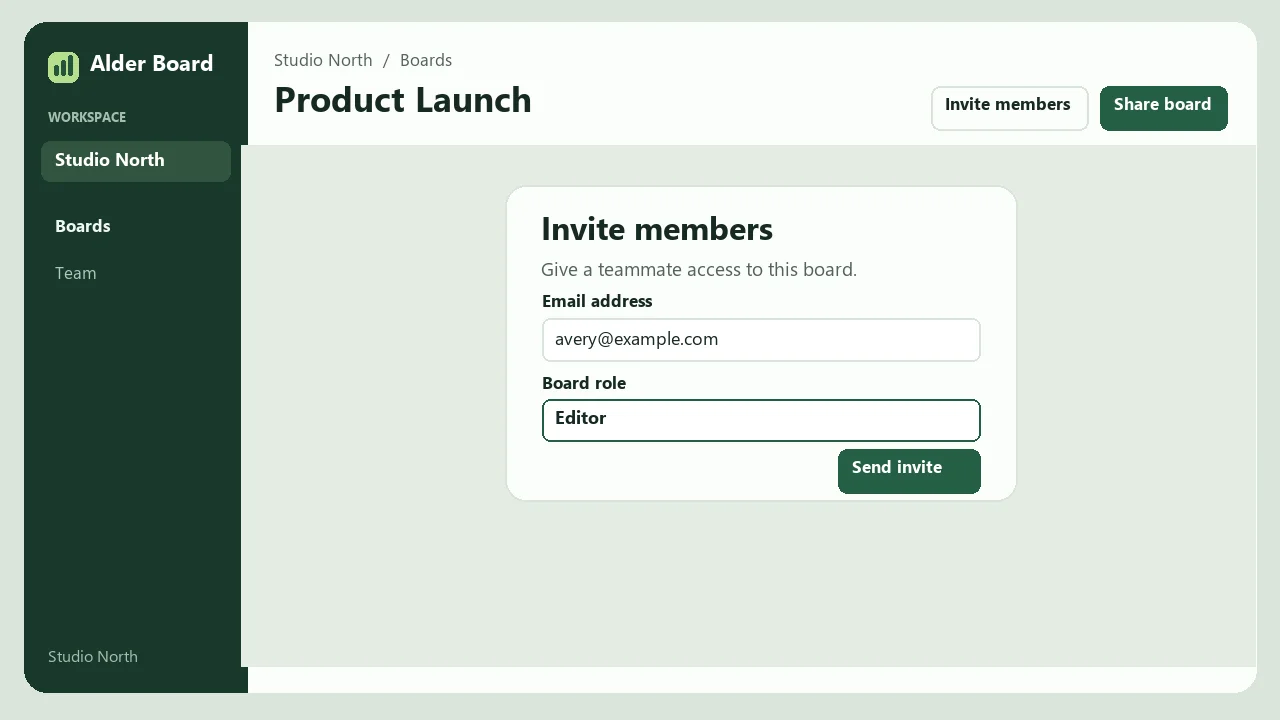 Alder Board
WORKSPACE
Studio North
Boards
Team
Studio North
Studio North / Boards
Product Launch
Invite members
Share board
Invite members
Give a teammate access to this board.
Email address
avery@example.com
Board role
Editor
Send invite